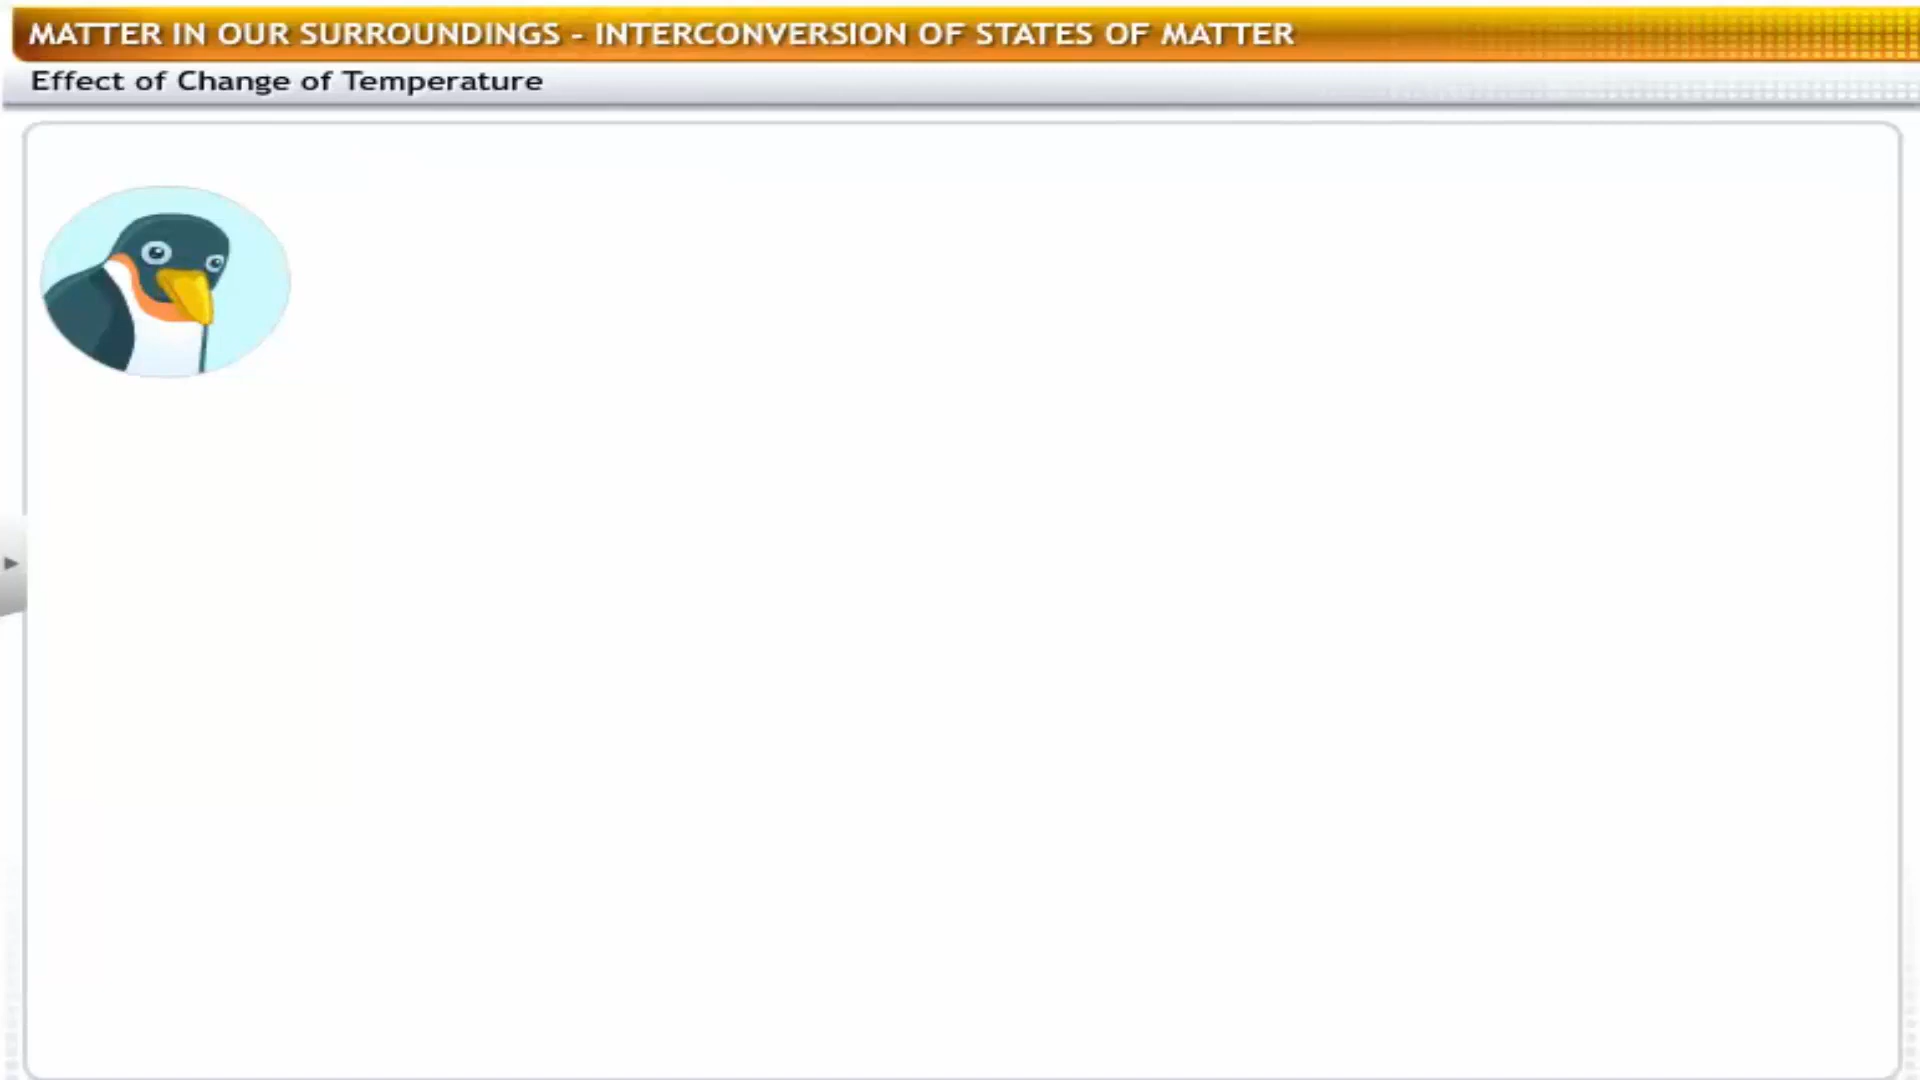 MATTER IN OUR SURROUNDINGS - INTERCONVERSION OF STATES OF MATTER
Effect of Change of Temperature